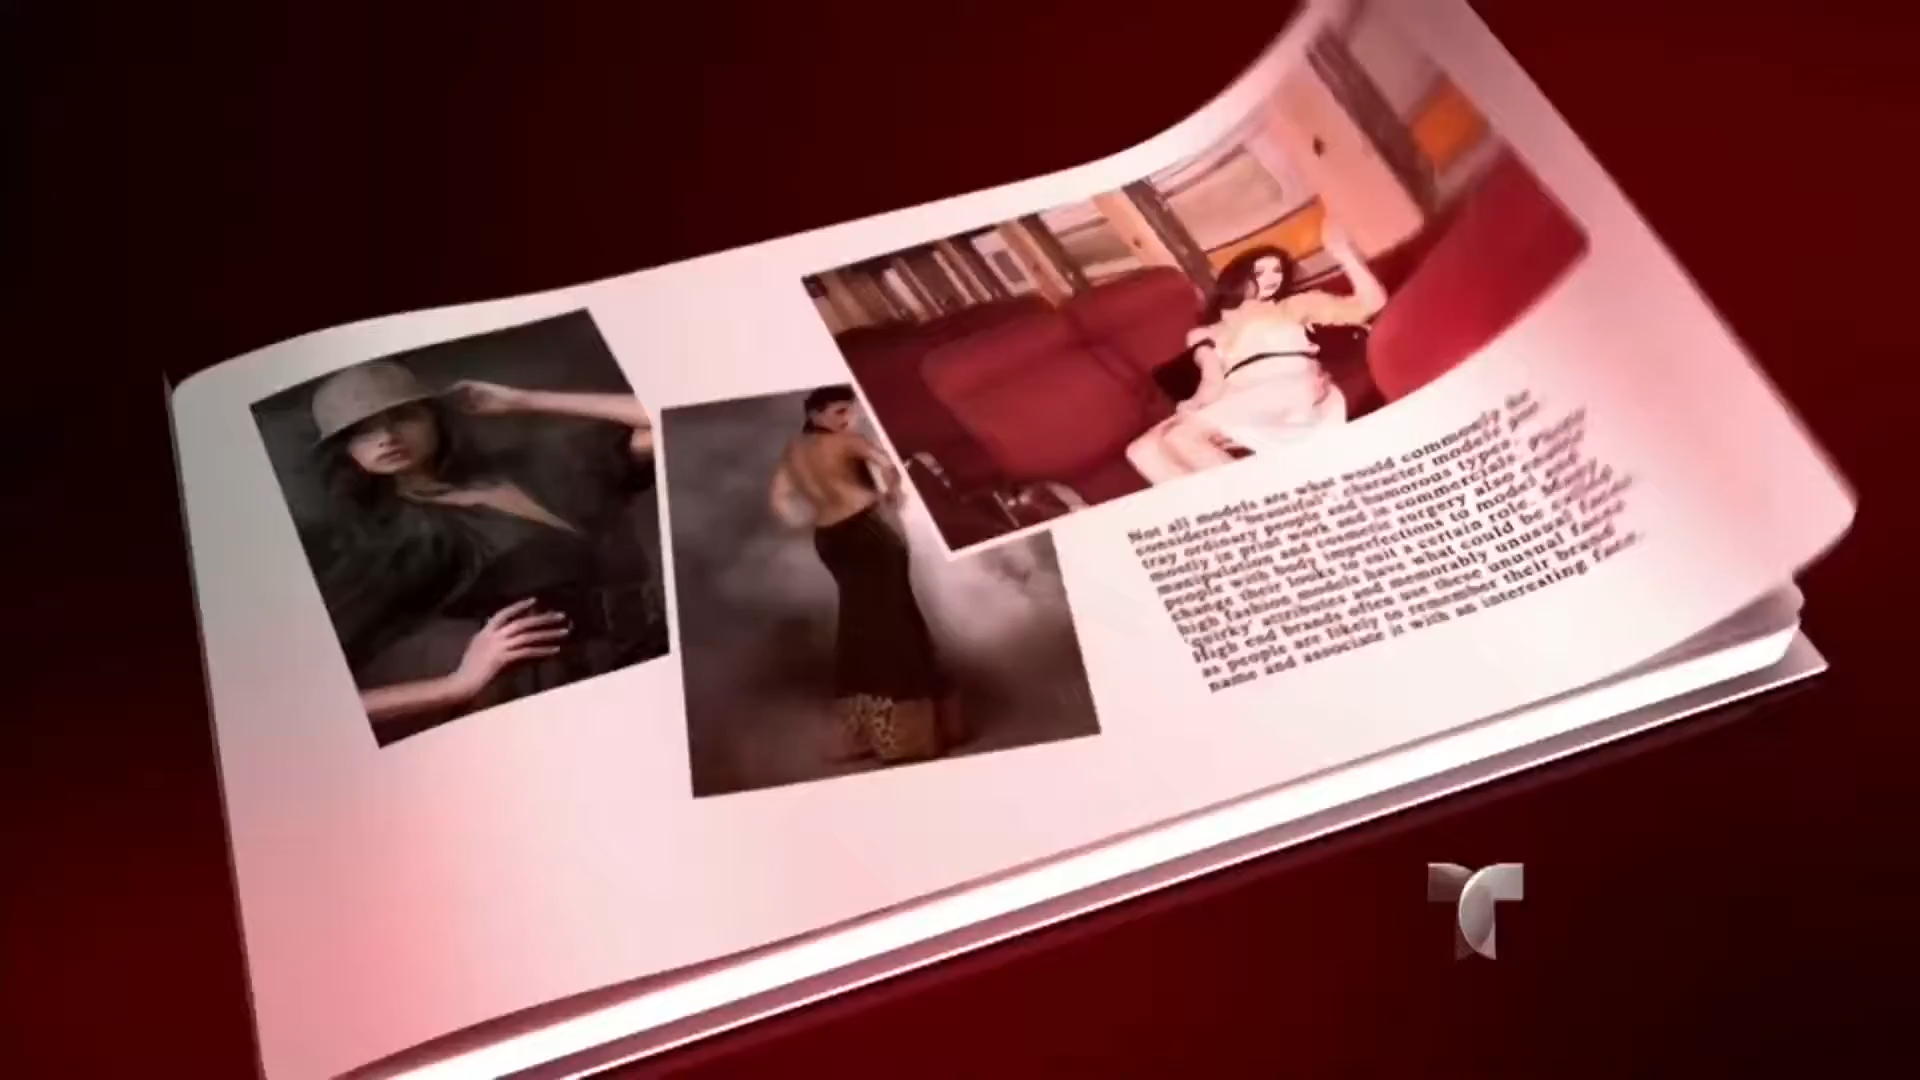 Not all models are what would commonly be
considered "beautiful". character models por-
tray ordinary people and humorous types.
mostly in print work and in commercials. Photo
manipulation and cosmetic surgery also
people with body imperfections to model and
change their looks to suit a certain role. Many
high fashion models have what could be
'quirky' attributes and memorably unusual faces.
High end brands often use these unusual faces
as people are likely to remember their brand
name and associate it with an interesting face.